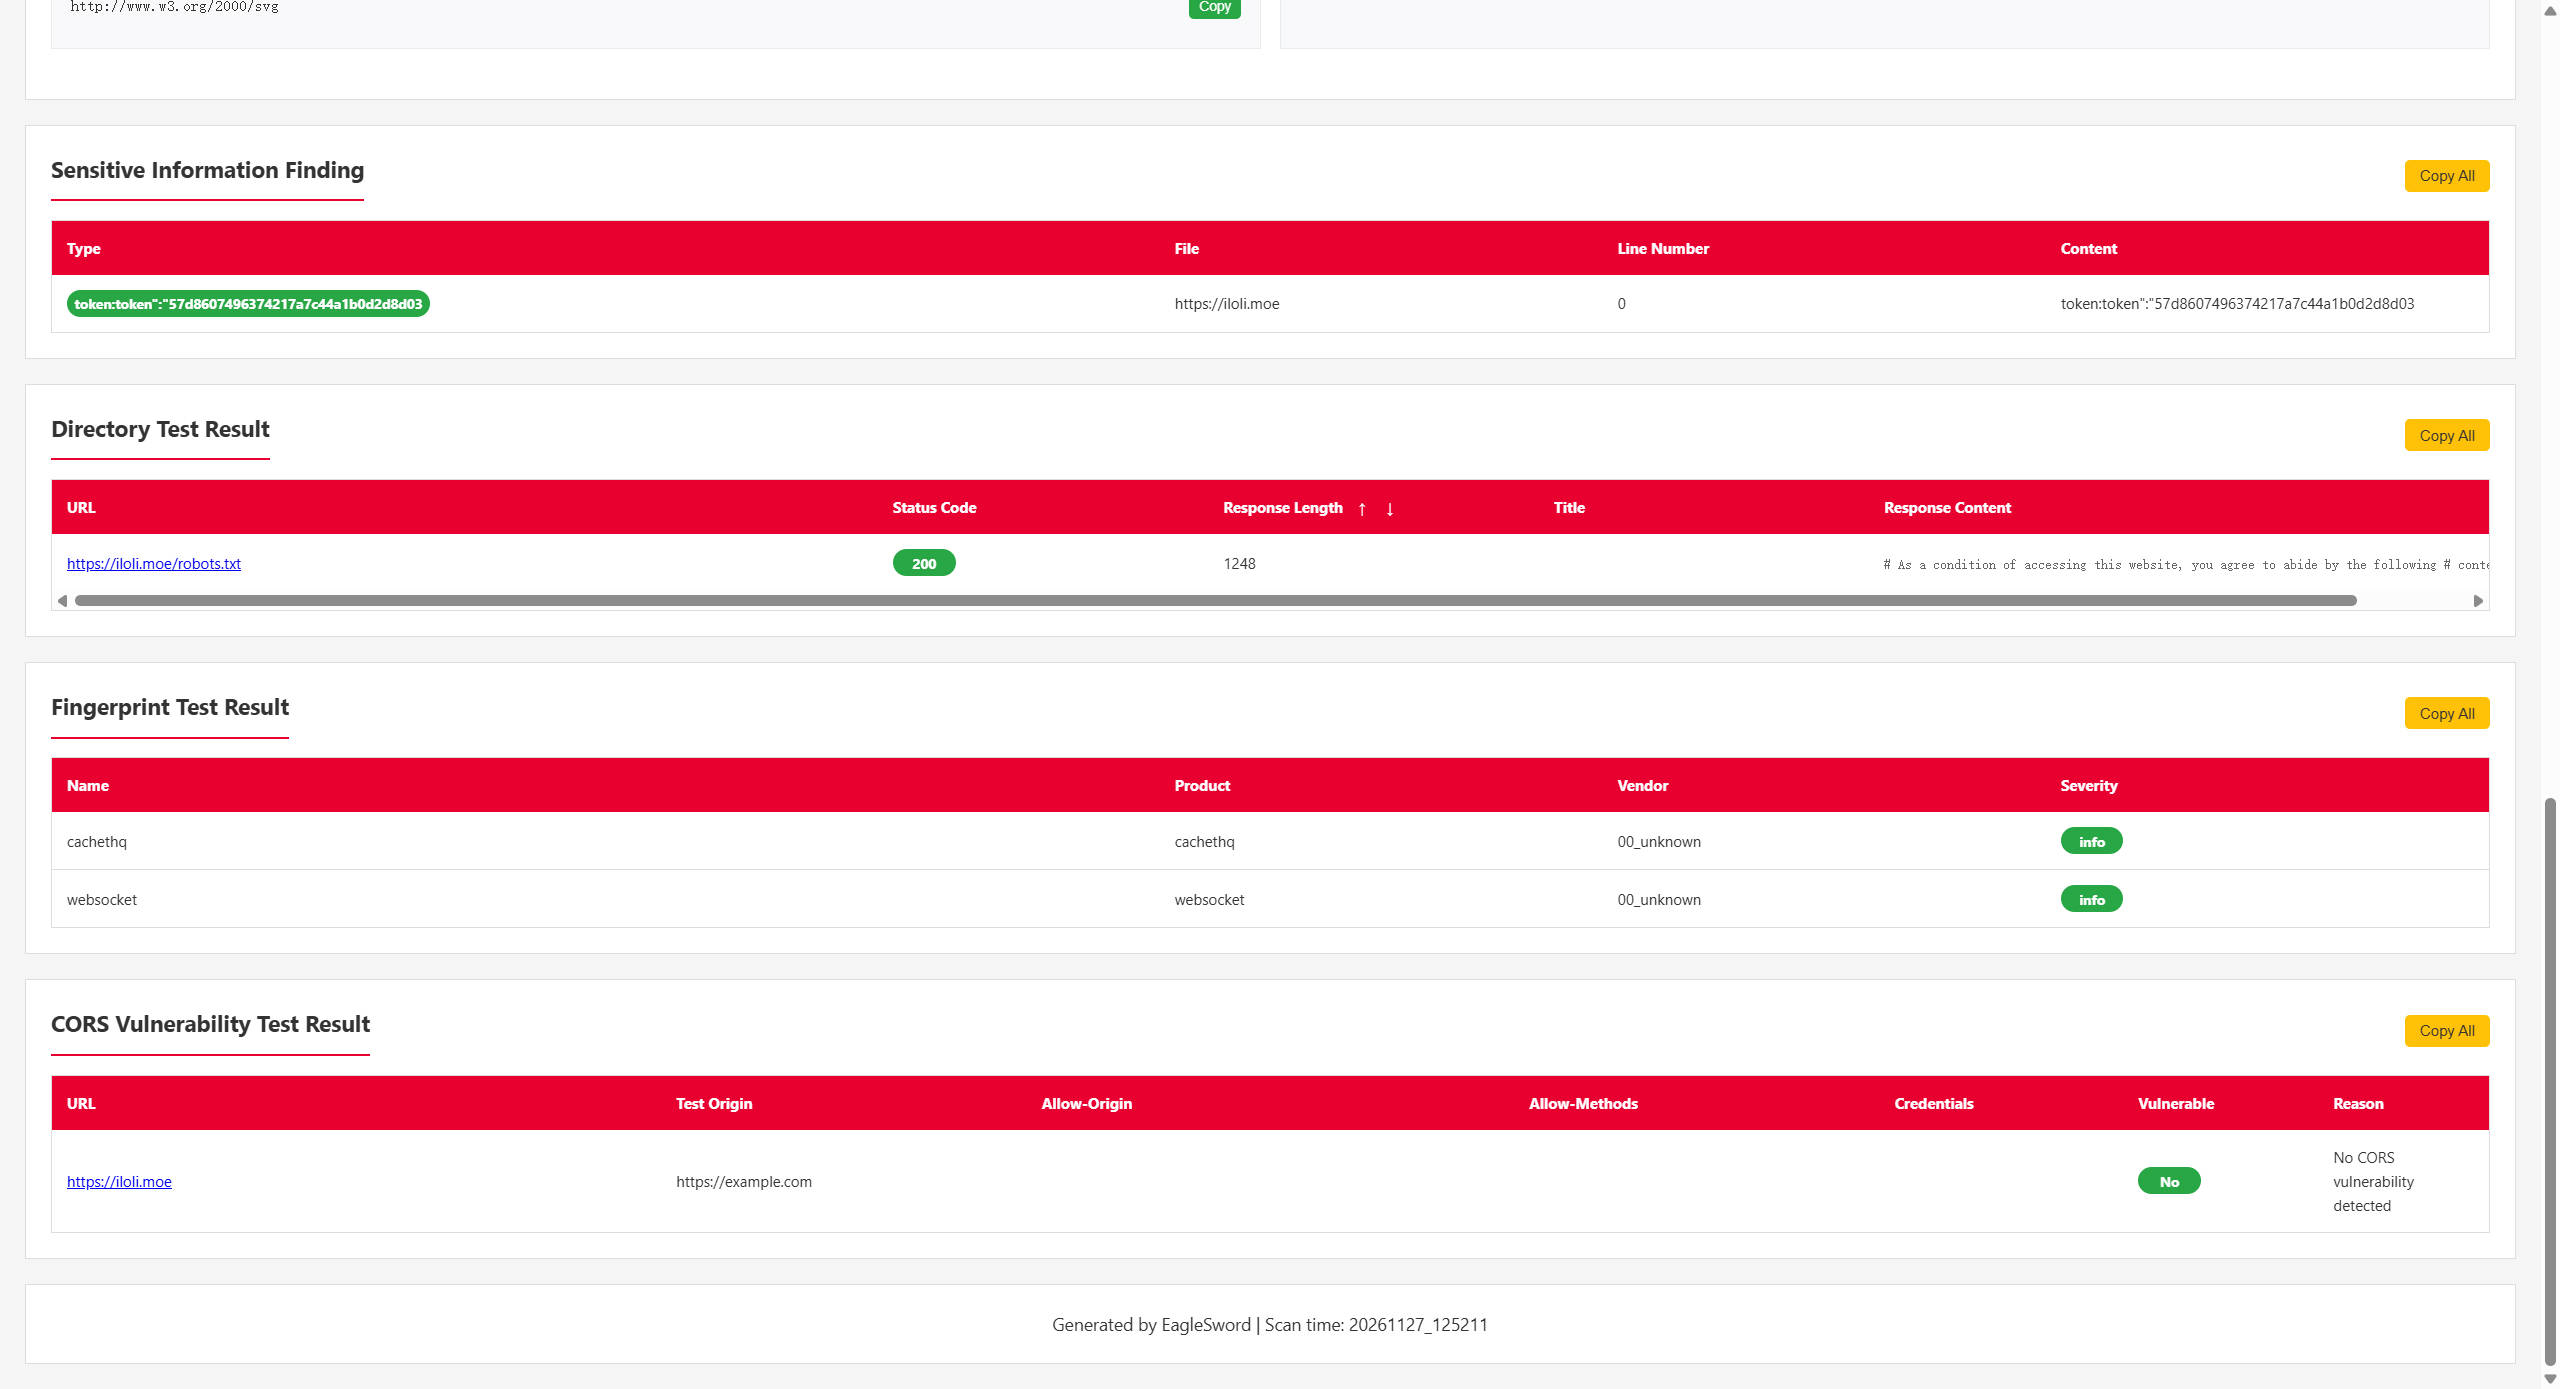 http://www.w3.org/2000/svg
Copy
Sensitive Information Finding
Copy All
Type File Line Number Content
token:token":"57d8607496374217a7c44a1b0d2d8d03 https://iloli.moe 0 token:token":"57d8607496374217a7c44a1b0d2d8d03
Directory Test Result
Copy All
URL Status Code Response Length ↑ ↓ Title Response Content
https://iloli.moe/robots.txt 200 1248 # As a condition of accessing this website, you agree to abide by the following # conte
Fingerprint Test Result
Copy All
Name Product Vendor Severity
cachethq cachethq 00_unknown info
websocket websocket 00_unknown info
CORS Vulnerability Test Result
Copy All
URL Test Origin Allow-Origin Allow-Methods Credentials Vulnerable Reason
https://iloli.moe https://example.com No No CORS
vulnerability
detected
Generated by EagleSword | Scan time: 20261127_125211